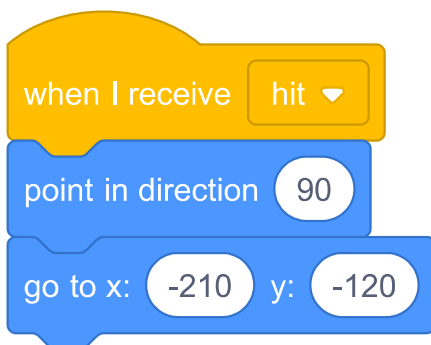 when I receive hit
point in direction 90
go to x: -210 y: -120